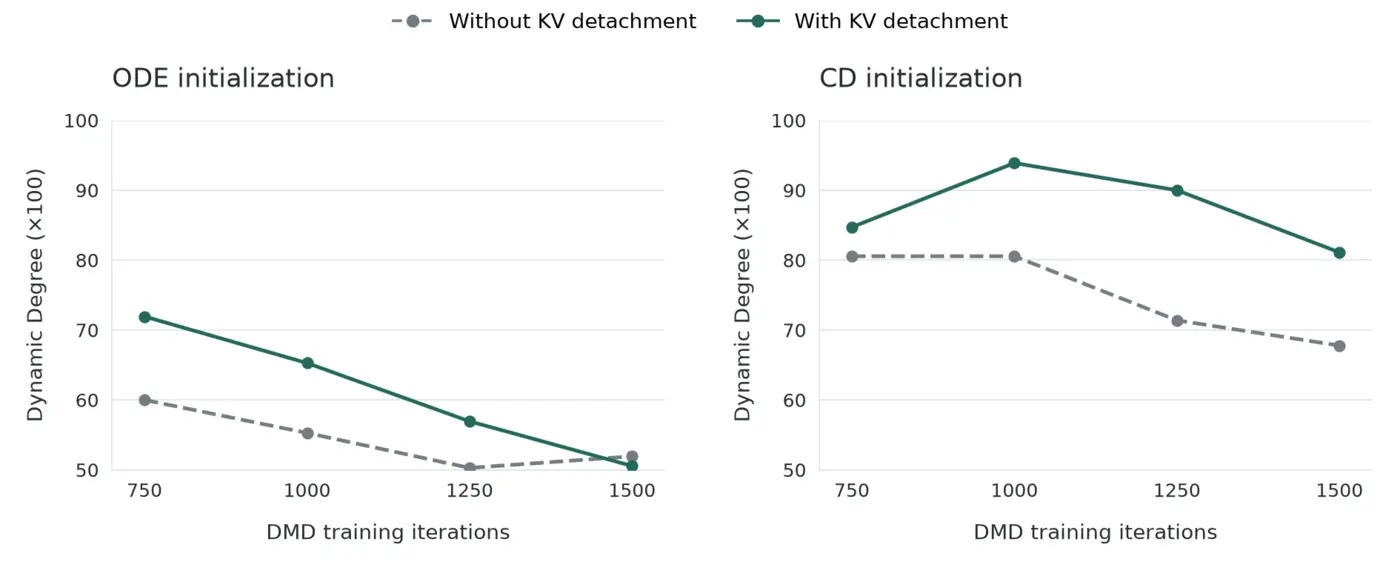 Without KV detachment
With KV detachment
ODE initialization
Dynamic Degree (×100)
100
90
80
70
60
50
750 1000 1250 1500
DMD training iterations
CD initialization
Dynamic Degree (×100)
100
90
80
70
60
50
750 1000 1250 1500
DMD training iterations